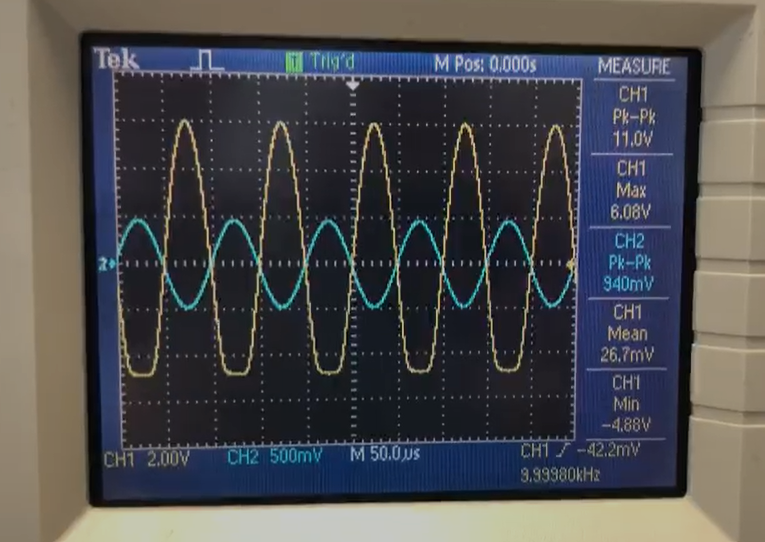 Tek T Trig'd M Pos: 0.000s MEASURE
CH1
Pk-Pk
11.0V
CH1
Max
6.08V
CH2
Pk-Pk
940mV
CH1
Mean
26.7mV
CH1
Min
-4.88V
2
CH1 2.00V CH2 500mV M 50.0µs CH1 -42.2mV
9.99980kHz